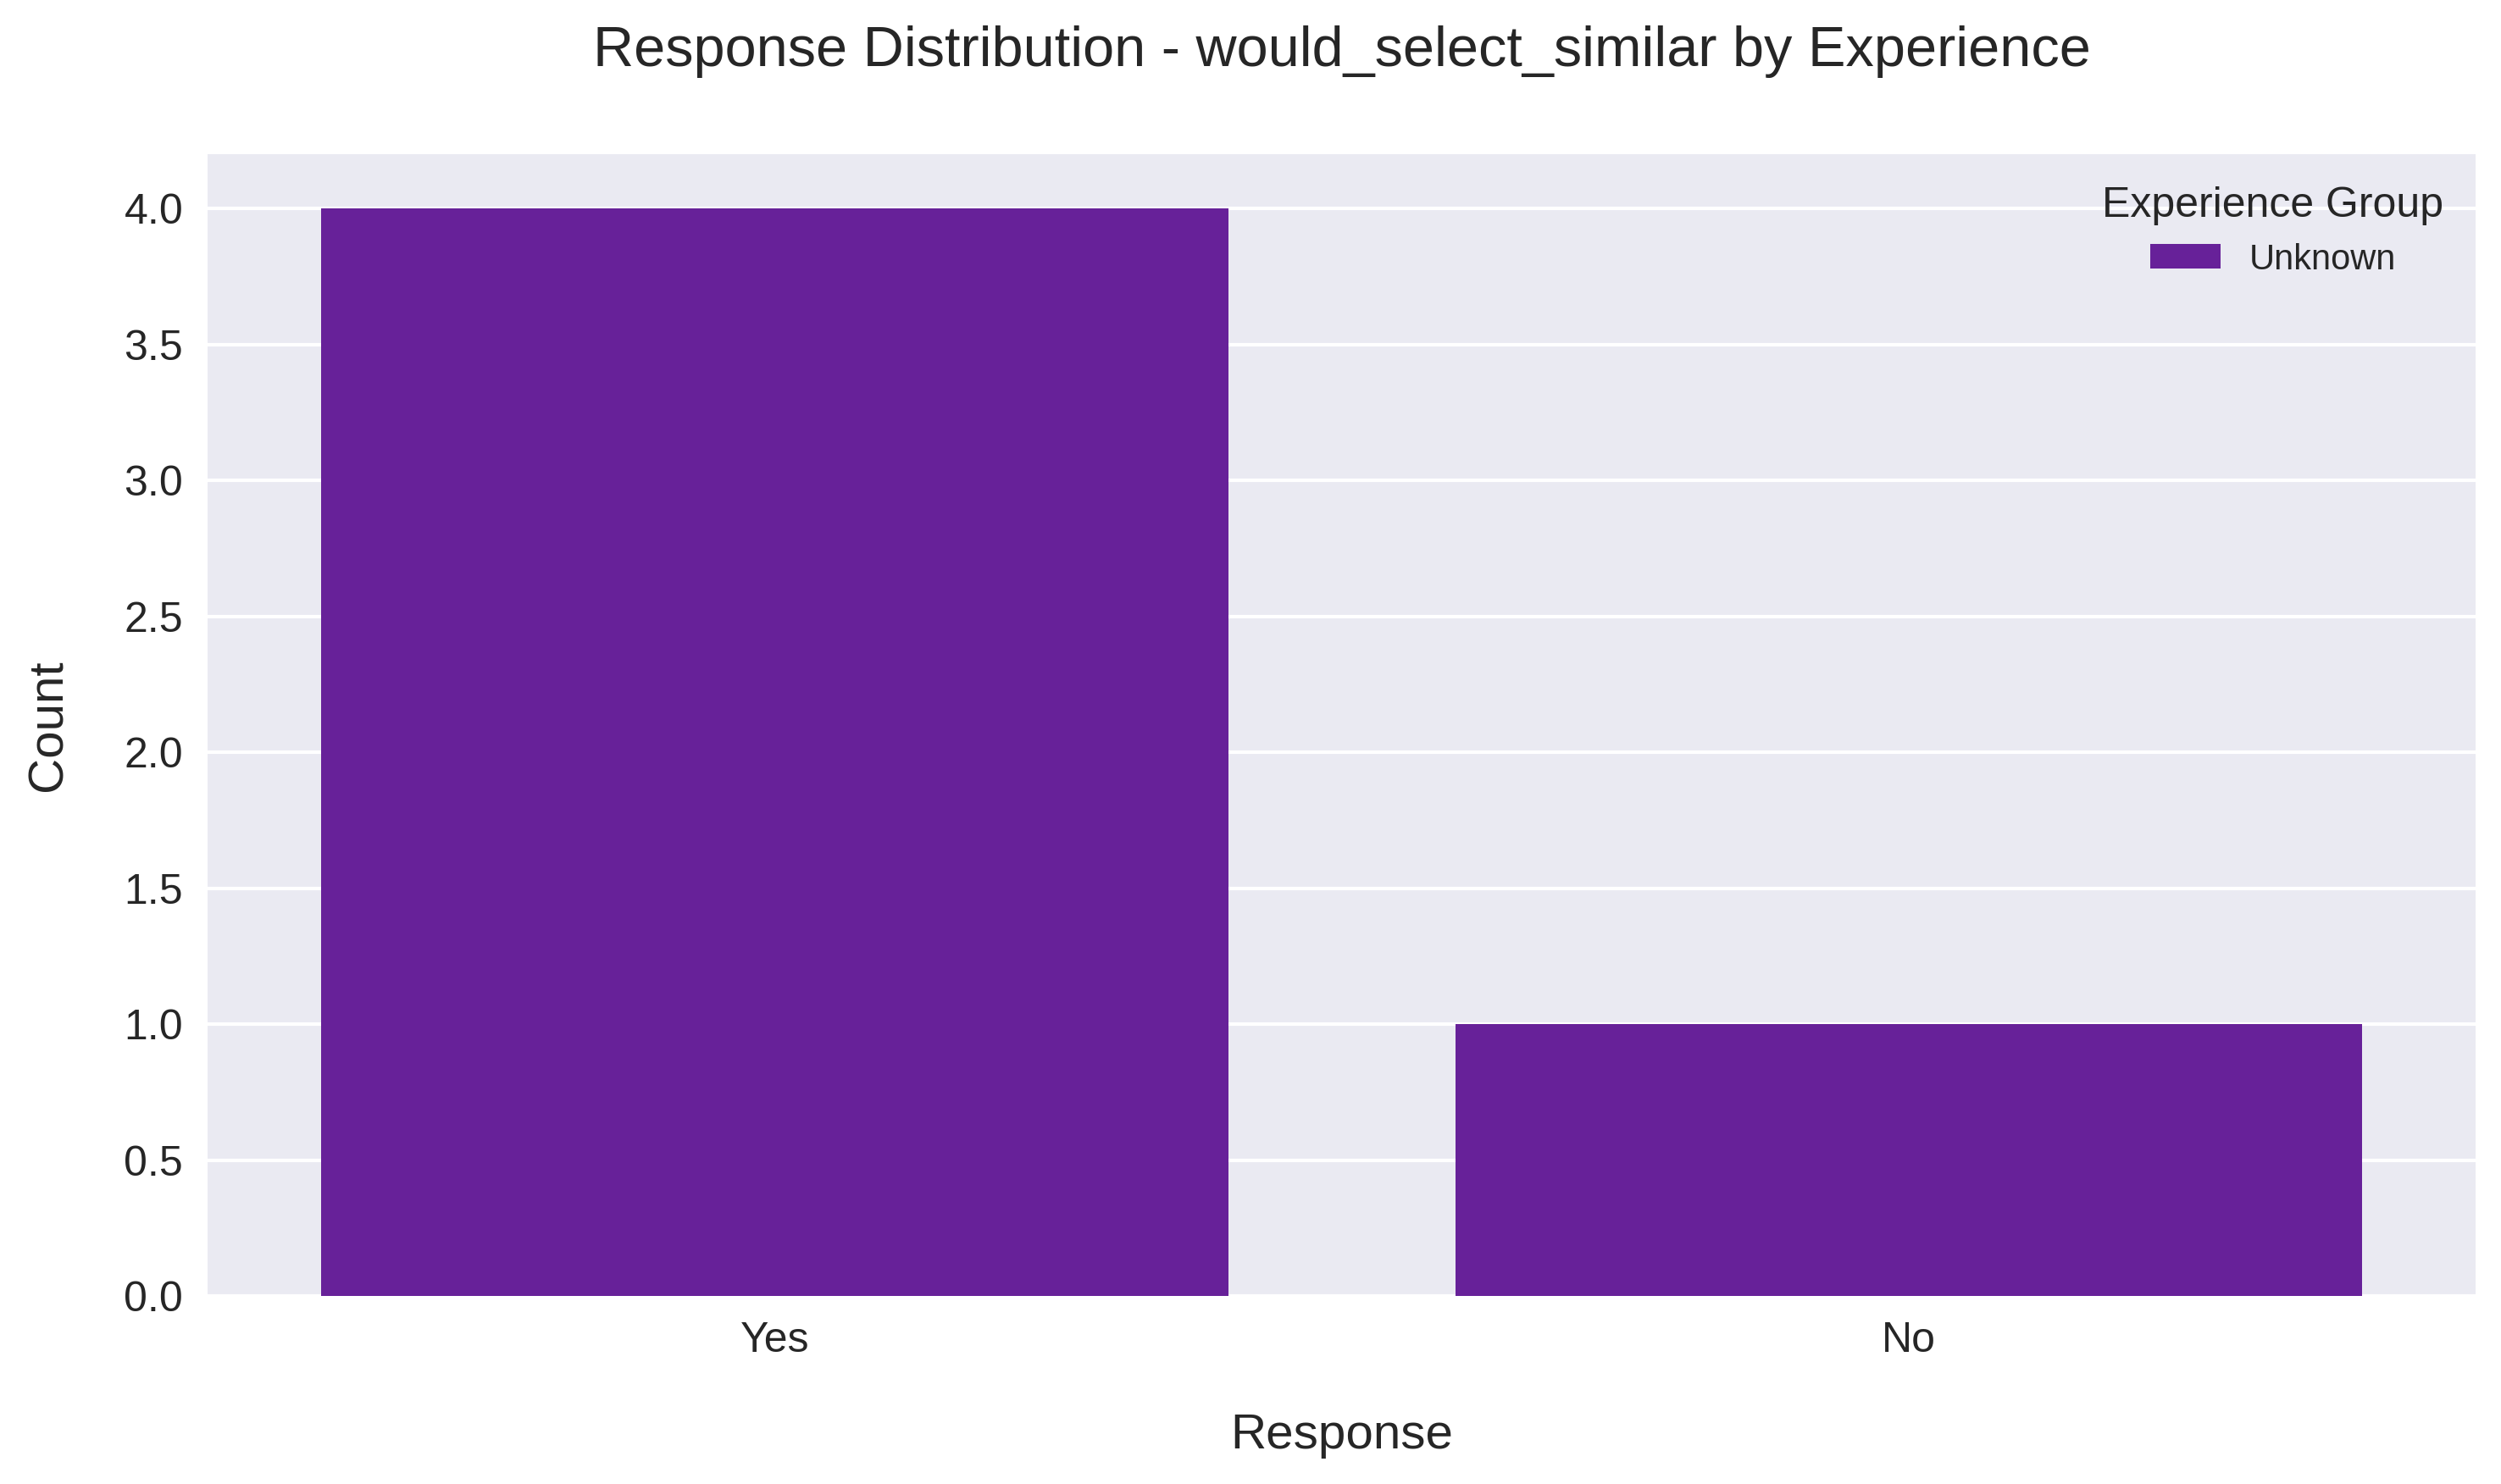 Response Distribution - would_select_similar by Experience
Experience Group
Unknown
4.0
3.5
3.0
2.5
2.0
1.5
1.0
0.5
0.0
Count
Yes
No
Response